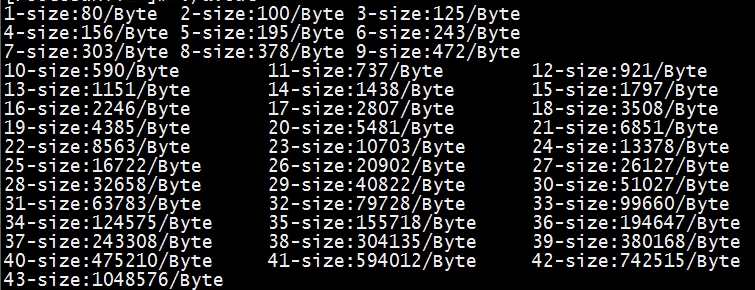 1-size:80/Byte 2-size:100/Byte 3-size:125/Byte
4-size:156/Byte 5-size:195/Byte 6-size:243/Byte
7-size:303/Byte 8-size:378/Byte 9-size:472/Byte
10-size:590/Byte 11-size:737/Byte 12-size:921/Byte
13-size:1151/Byte 14-size:1438/Byte 15-size:1797/Byte
16-size:2246/Byte 17-size:2807/Byte 18-size:3508/Byte
19-size:4385/Byte 20-size:5481/Byte 21-size:6851/Byte
22-size:8563/Byte 23-size:10703/Byte 24-size:13378/Byte
25-size:16722/Byte 26-size:20902/Byte 27-size:26127/Byte
28-size:32658/Byte 29-size:40822/Byte 30-size:51027/Byte
31-size:63783/Byte 32-size:79728/Byte 33-size:99660/Byte
34-size:124575/Byte 35-size:155718/Byte 36-size:194647/Byte
37-size:243308/Byte 38-size:304135/Byte 39-size:380168/Byte
40-size:475210/Byte 41-size:594012/Byte 42-size:742515/Byte
43-size:1048576/Byte